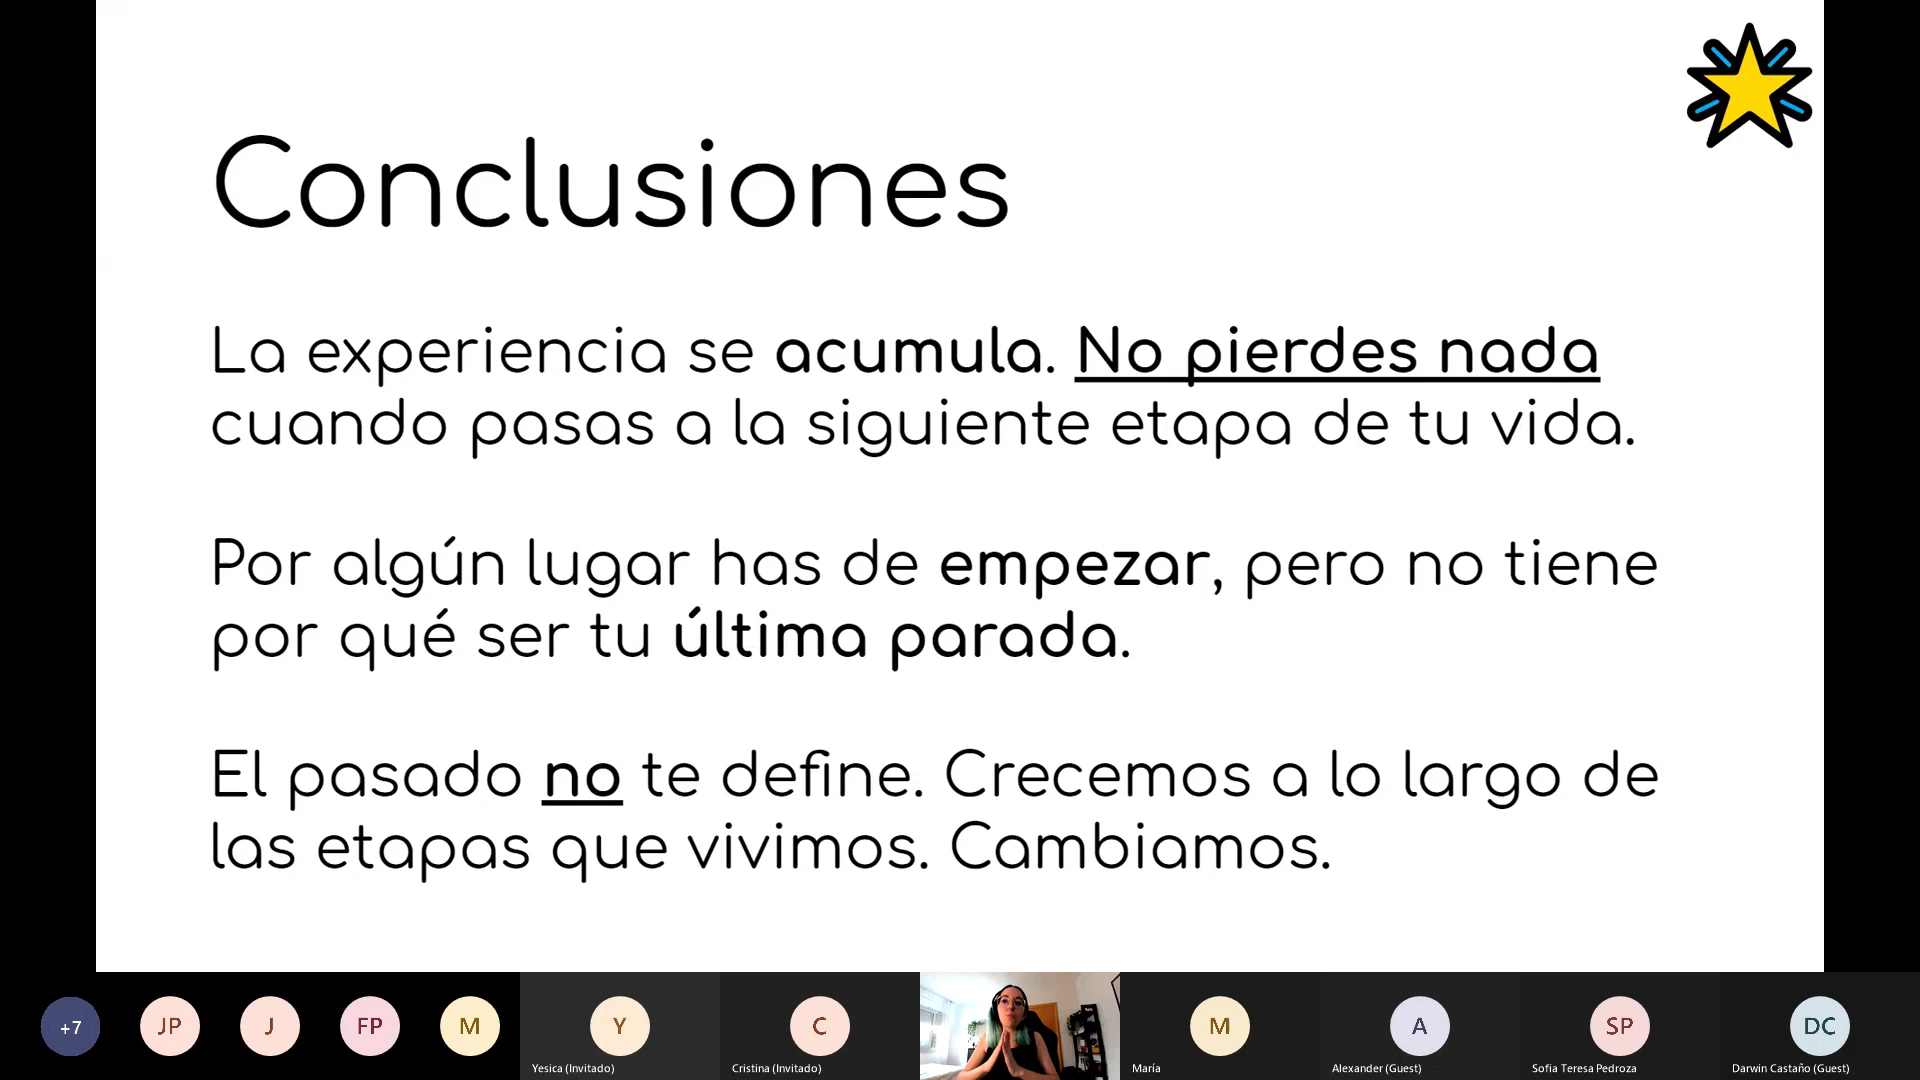 Conclusiones
La experiencia se acumula. No pierdes nada
cuando pasas a la siguiente etapa de tu vida.
Por algún lugar has de empezar, pero no tiene
por qué ser tu última parada.
El pasado no te define. Crecemos a lo largo de
las etapas que vivimos. Cambiamos.
+7
JP
J
FP
M
Y
C
M
A
SP
DC
Yesica (Invitado)
Cristina (Invitado)
María
Alexander (Guest)
Sofia Teresa Pedroza
Darwin Castaño (Guest)